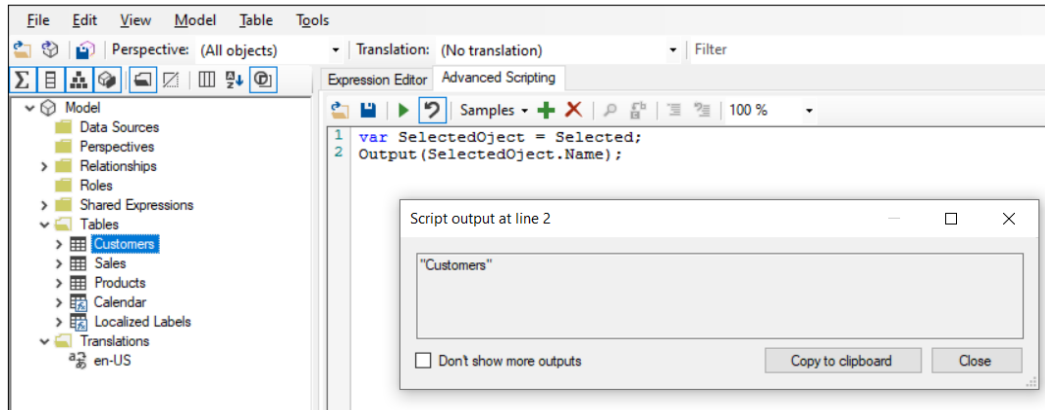 File Edit View Model Table Tools
Perspective: (All objects) Translation: (No translation) Filter
Expression Editor Advanced Scripting
Samples 100 %
Model
Data Sources
Perspectives
Relationships
Roles
Shared Expressions
Tables
Customers
Sales
Products
Calendar
Localized Labels
Translations
en-US
1 var SelectedOject = Selected;
2 Output(SelectedOject.Name);
Script output at line 2
"Customers"
Don't show more outputs
Copy to clipboard Close